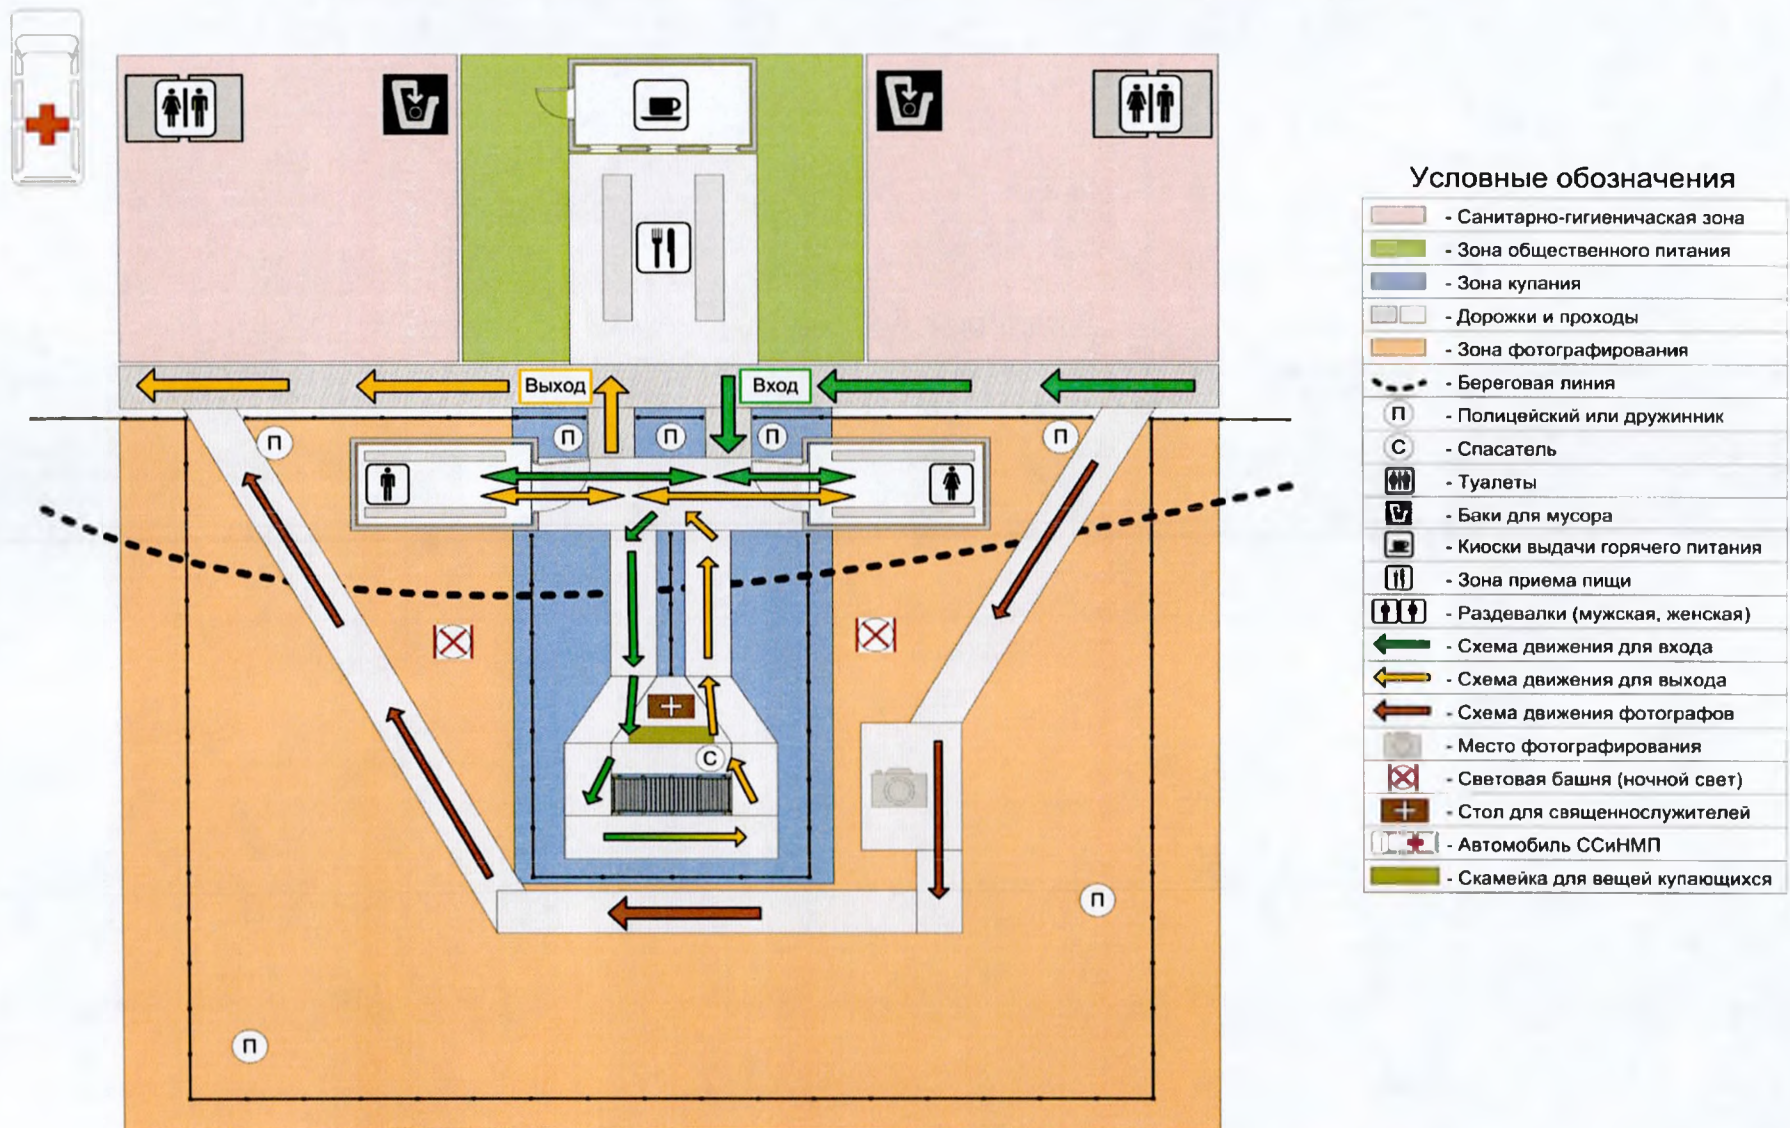 Выход
Вход
П
П
П
П
П
С
П
П
Условные обозначения
- Санитарно-гигиеничаская зона
- Зона общественного питания
- Зона купания
- Дорожки и проходы
- Зона фотографирования
- Береговая линия
П - Полицейский или дружинник
С - Спасатель
- Туалеты
- Баки для мусора
- Киоски выдачи горячего питания
- Зона приема пищи
- Раздевалки (мужская, женская)
- Схема движения для входа
- Схема движения для выхода
- Схема движения фотографов
- Место фотографирования
- Световая башня (ночной свет)
- Стол для священнослужителей
- Автомобиль ССиНМП
- Скамейка для вещей купающихся